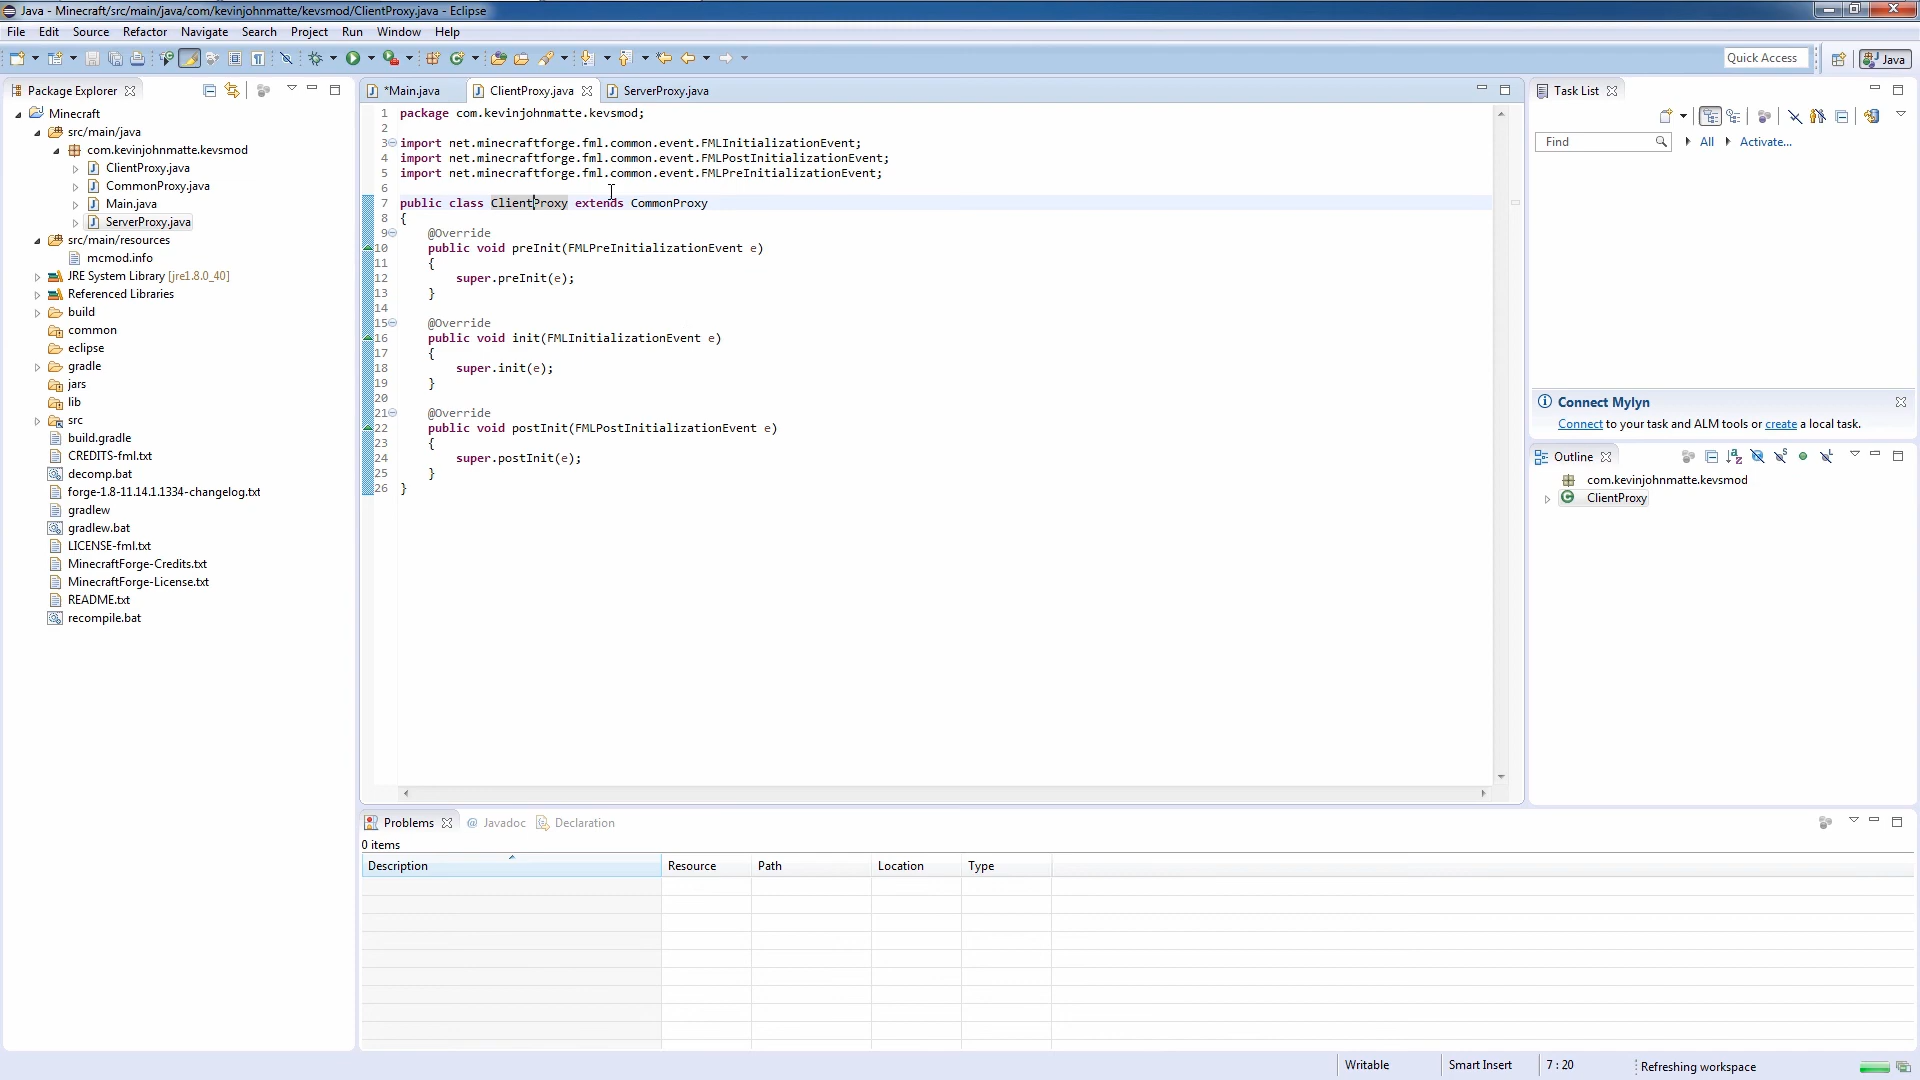 Java - Minecraft/src/main/java/com/kevinjohnmatte/kevsmod/ClientProxy.java - Eclipse
File Edit Source Refactor Navigate Search Project Run Window Help
Quick Access
Java
Package Explorer
Minecraft
src/main/java
com.kevinjohnmatte.kevsmod
ClientProxy.java
CommonProxy.java
Main.java
ServerProxy.java
src/main/resources
mcmod.info
JRE System Library [jre1.8.0_40]
Referenced Libraries
build
common
eclipse
gradle
jars
lib
src
build.gradle
CREDITS-fml.txt
decomp.bat
forge-1.8-11.14.1.1334-changelog.txt
gradlew
gradlew.bat
LICENSE-fml.txt
MinecraftForge-Credits.txt
MinecraftForge-License.txt
README.txt
recompile.bat
*Main.java ClientProxy.java ServerProxy.java
1 package com.kevinjohnmatte.kevsmod;
2
3 import net.minecraftforge.fml.common.event.FMLInitializationEvent;
4 import net.minecraftforge.fml.common.event.FMLPostInitializationEvent;
5 import net.minecraftforge.fml.common.event.FMLPreInitializationEvent;
6
7 public class ClientProxy extends CommonProxy
8 {
9 @Override
10 public void preInit(FMLPreInitializationEvent e)
11 {
12 super.preInit(e);
13 }
14
15 @Override
16 public void init(FMLInitializationEvent e)
17 {
18 super.init(e);
19 }
20
21 @Override
22 public void postInit(FMLPostInitializationEvent e)
23 {
24 super.postInit(e);
25 }
26 }
Task List
Find All Activate...
Connect Mylyn
Connect to your task and ALM tools or create a local task.
Outline
com.kevinjohnmatte.kevsmod
ClientProxy
Problems @ Javadoc Declaration
0 items
Description Resource Path Location Type
Writable Smart Insert 7 : 20 Refreshing workspace